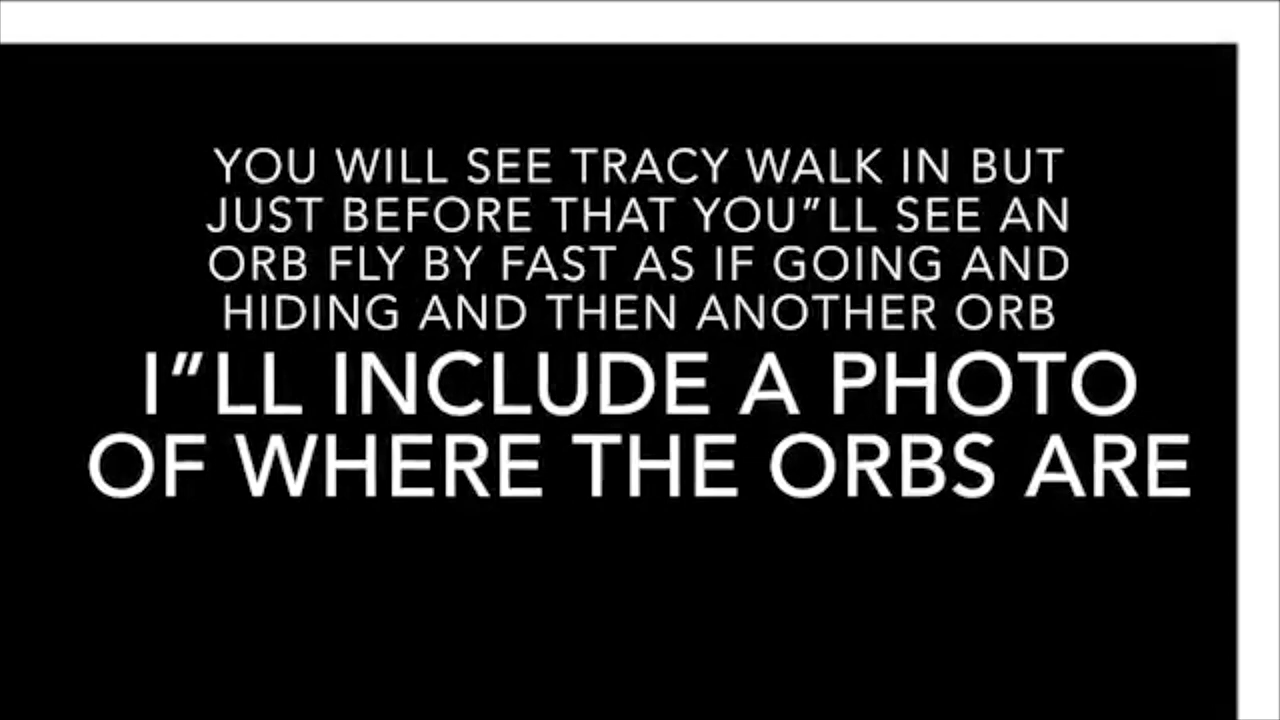 YOU WILL SEE TRACY WALK IN BUT
JUST BEFORE THAT YOU”LL SEE AN
ORB FLY BY FAST AS IF GOING AND
HIDING AND THEN ANOTHER ORB
I”LL INCLUDE A PHOTO
OF WHERE THE ORBS ARE